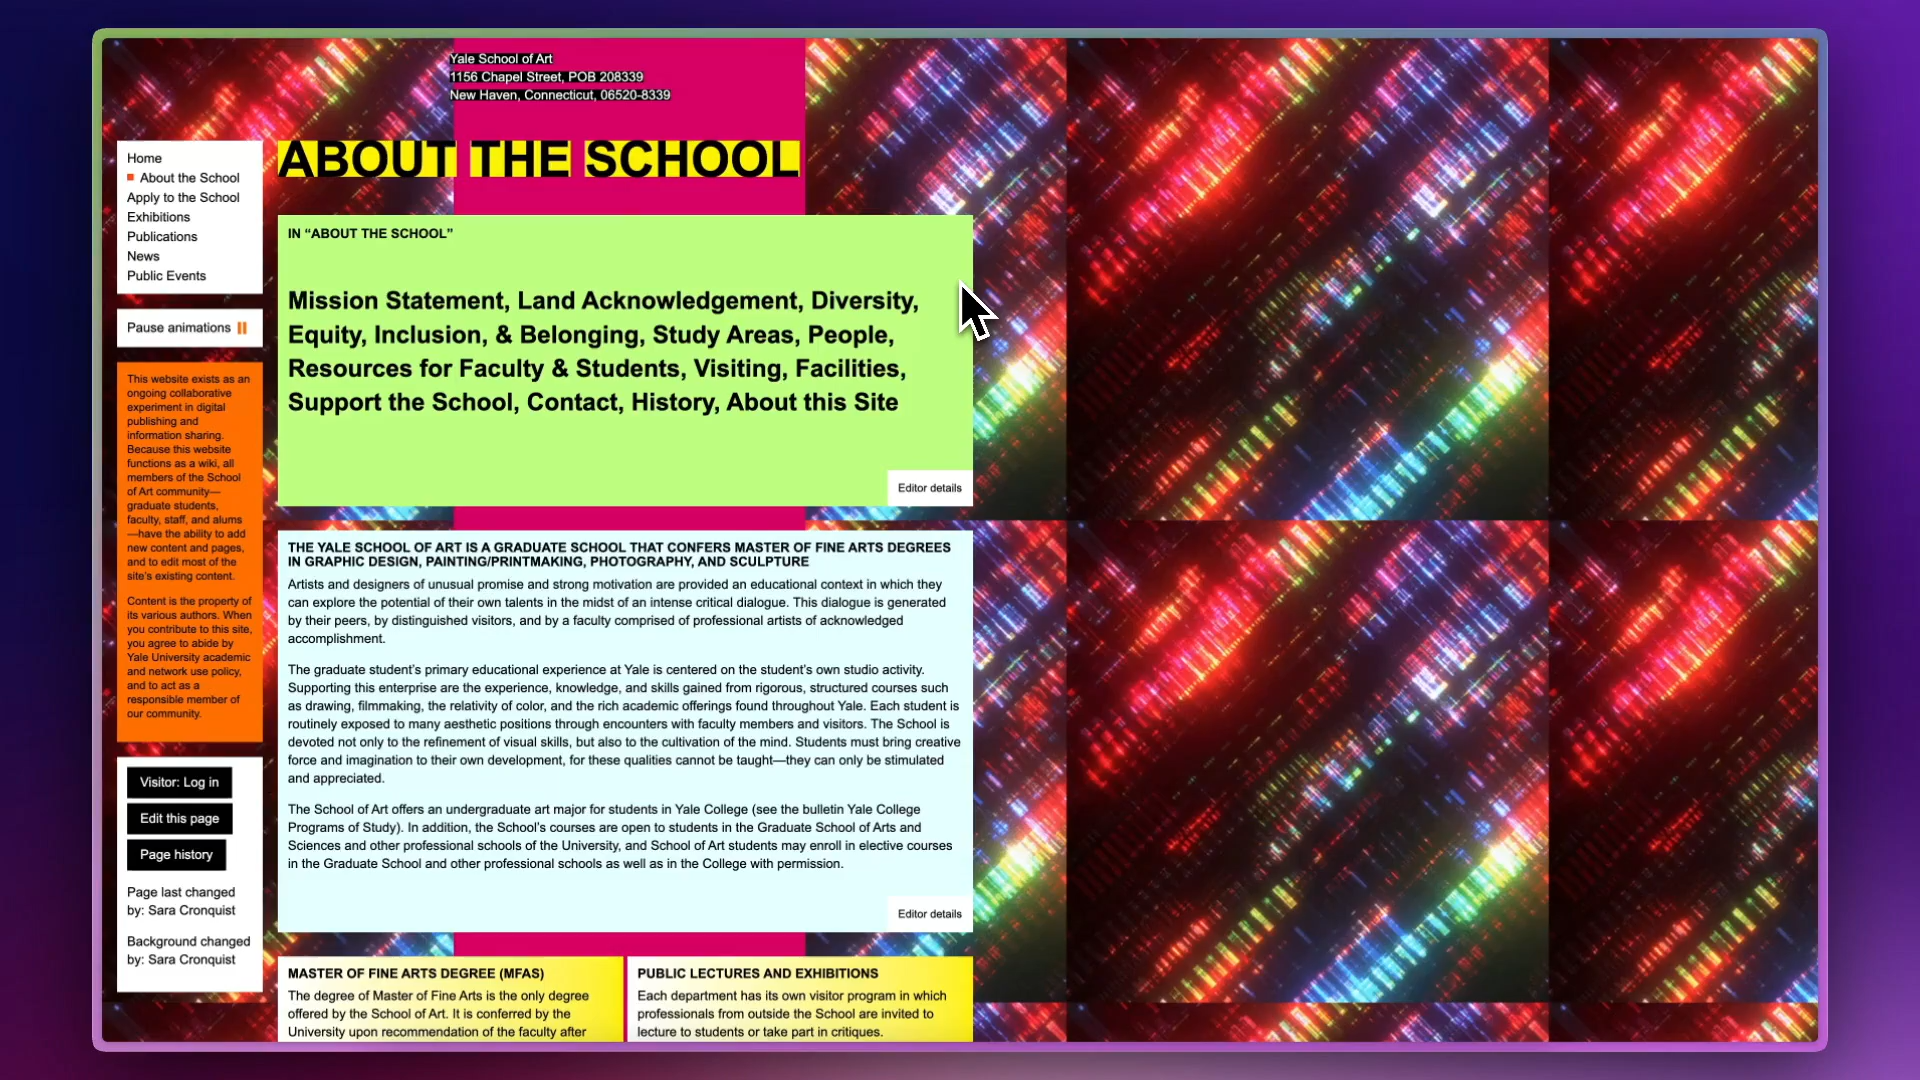 Yale School of Art
1156 Chapel Street, POB 208339
New Haven, Connecticut, 06520-8339
ABOUT THE SCHOOL
Home
About the School
Apply to the School
Exhibitions
Publications
News
Public Events
Pause animations
This website exists as an
ongoing collaborative
experiment in digital
publishing and
information sharing.
Because this website
functions as a wiki, all
members of the School
of Art community—
graduate students,
faculty, staff, and alums
—have the ability to add
new content and pages,
and to edit most of the
site's existing content.
Content is the property of
its various authors. When
you contribute to this site,
you agree to abide by
Yale University academic
and network use policy,
and to act as a
responsible member of
our community.
Visitor: Log in
Edit this page
Page history
Page last changed
by: Sara Cronquist
Background changed
by: Sara Cronquist
IN “ABOUT THE SCHOOL”
Mission Statement, Land Acknowledgement, Diversity,
Equity, Inclusion, & Belonging, Study Areas, People,
Resources for Faculty & Students, Visiting, Facilities,
Support the School, Contact, History, About this Site
Editor details
THE YALE SCHOOL OF ART IS A GRADUATE SCHOOL THAT CONFERS MASTER OF FINE ARTS DEGREES
IN GRAPHIC DESIGN, PAINTING/PRINTMAKING, PHOTOGRAPHY, AND SCULPTURE
Artists and designers of unusual promise and strong motivation are provided an educational context in which they
can explore the potential of their own talents in the midst of an intense critical dialogue. This dialogue is generated
by their peers, by distinguished visitors, and by a faculty comprised of professional artists of acknowledged
accomplishment.
The graduate student’s primary educational experience at Yale is centered on the student’s own studio activity.
Supporting this enterprise are the experience, knowledge, and skills gained from rigorous, structured courses such
as drawing, filmmaking, the relativity of color, and the rich academic offerings found throughout Yale. Each student is
routinely exposed to many aesthetic positions through encounters with faculty members and visitors. The School is
devoted not only to the refinement of visual skills, but also to the cultivation of the mind. Students must bring creative
force and imagination to their own development, for these qualities cannot be taught—they can only be stimulated
and appreciated.
The School of Art offers an undergraduate art major for students in Yale College (see the bulletin Yale College
Programs of Study). In addition, the School’s courses are open to students in the Graduate School of Arts and
Sciences and other professional schools of the University, and School of Art students may enroll in elective courses
in the Graduate School and other professional schools as well as in the College with permission.
Editor details
MASTER OF FINE ARTS DEGREE (MFAS)
The degree of Master of Fine Arts is the only degree
offered by the School of Art. It is conferred by the
University upon recommendation of the faculty after
PUBLIC LECTURES AND EXHIBITIONS
Each department has its own visitor program in which
professionals from outside the School are invited to
lecture to students or take part in critiques.